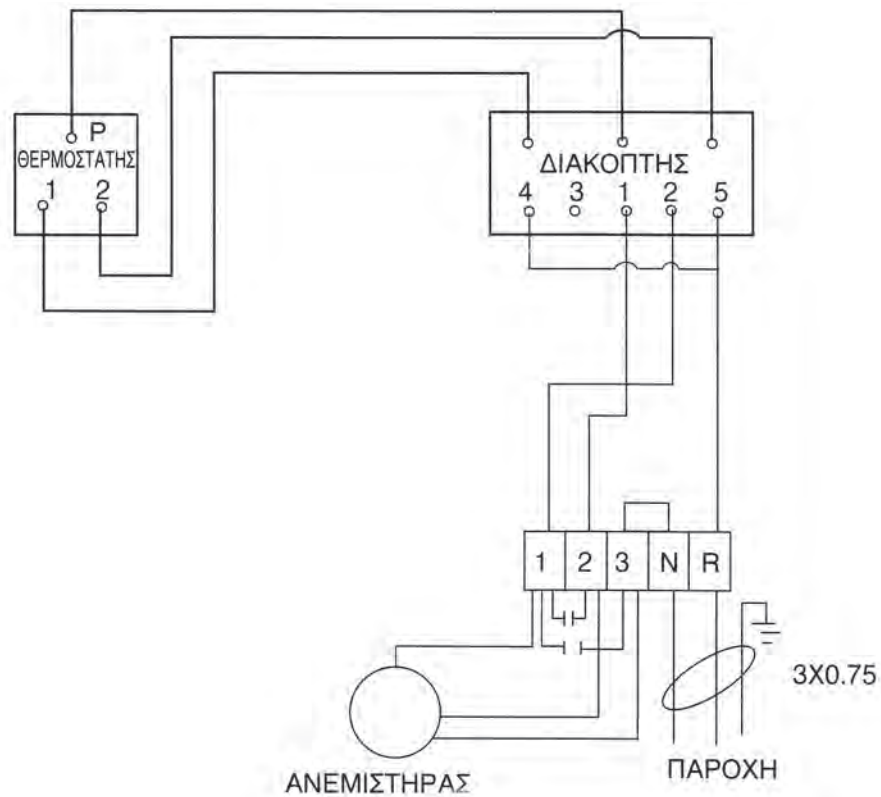 P
ΘΕΡΜΟΣΤΑΤΗΣ
1 2
ΔΙΑΚΟΠΤΗΣ
4 3 1 2 5
1 2 3 N R
3X0.75
ΑΝΕΜΙΣΤΗΡΑΣ
ΠΑΡΟΧΗ